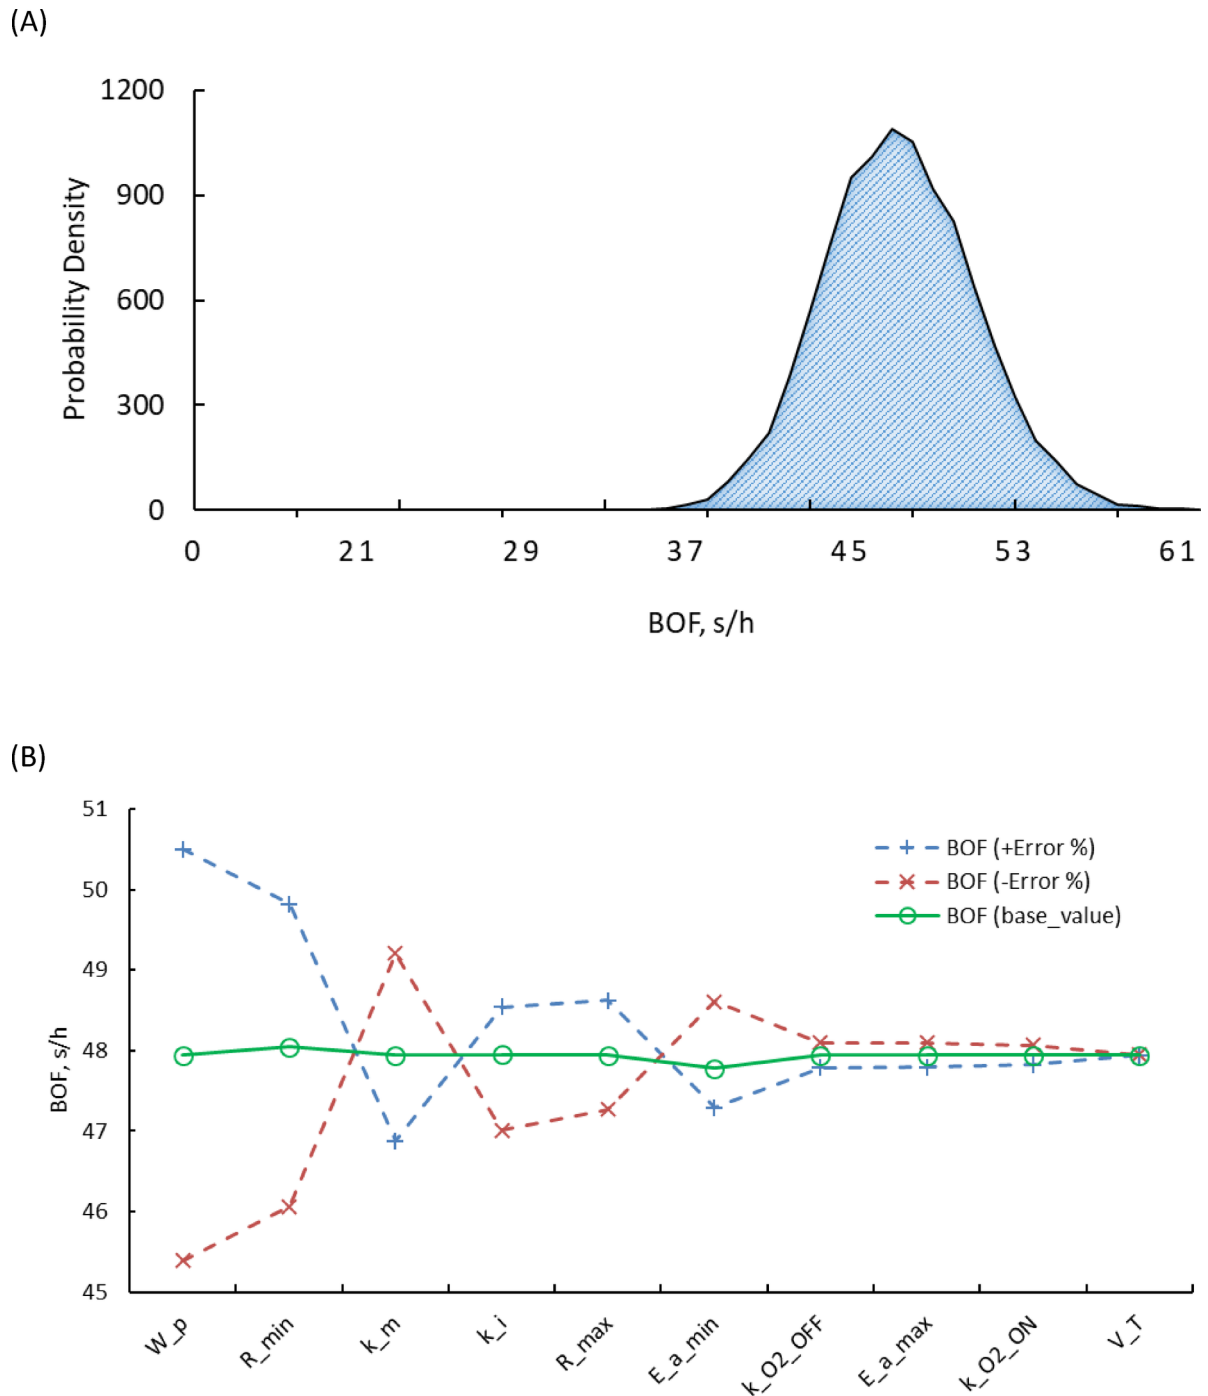 (A)
1200
900
600
300
0
Probability Density
0 21 29 37 45 53 61
BOF, s/h
(B)
51
50
49
48
47
46
45
BOF, s/h
BOF (+Error %)
BOF (-Error %)
BOF (base_value)
W_p R_min k_m k_i R_max E_a_min k_O2_OFF E_a_max k_O2_ON V_T